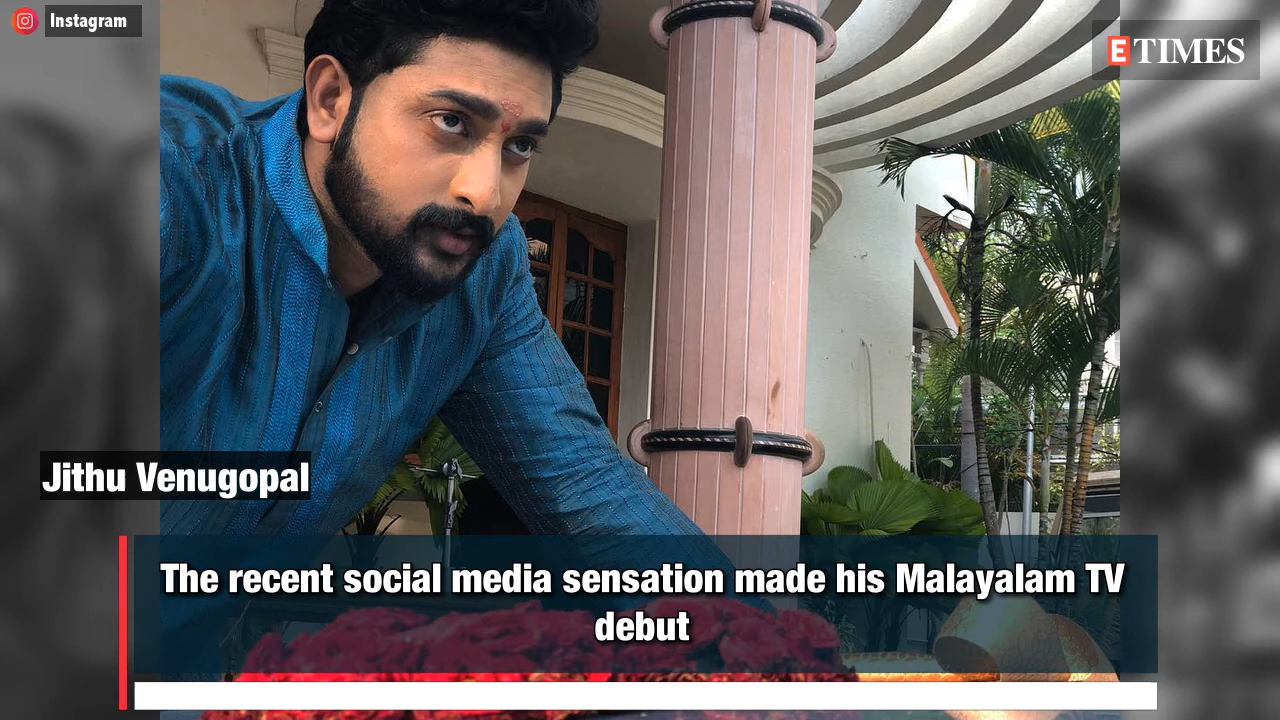 Instagram
ETIMES
Jithu Venugopal
The recent social media sensation made his Malayalam TV
debut